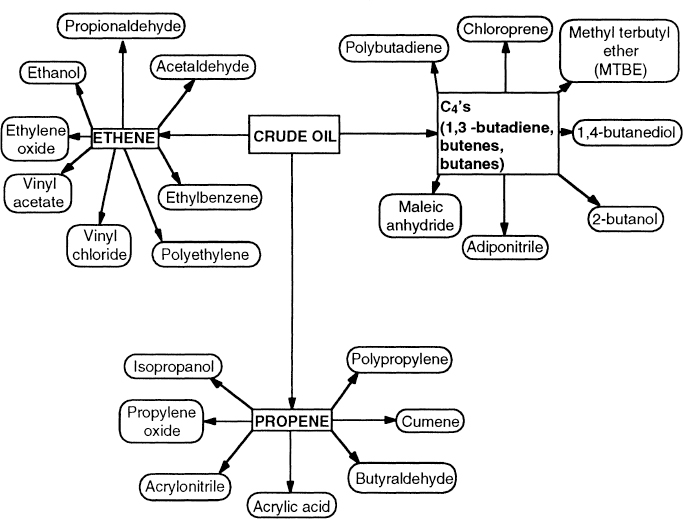 Propionaldehyde
Ethanol
Acetaldehyde
Ethylene
oxide
ETHENE
Vinyl
acetate
Ethylbenzene
Vinyl
chloride
Polyethylene
CRUDE OIL
Polybutadiene
Chloroprene
Methyl terbutyl
ether
(MTBE)
C₄'s
(1,3 -butadiene,
butenes,
butanes)
1,4-butanediol
Maleic
anhydride
Adiponitrile
2-butanol
Isopropanol
Polypropylene
Propylene
oxide
PROPENE
Cumene
Acrylonitrile
Acrylic acid
Butyraldehyde